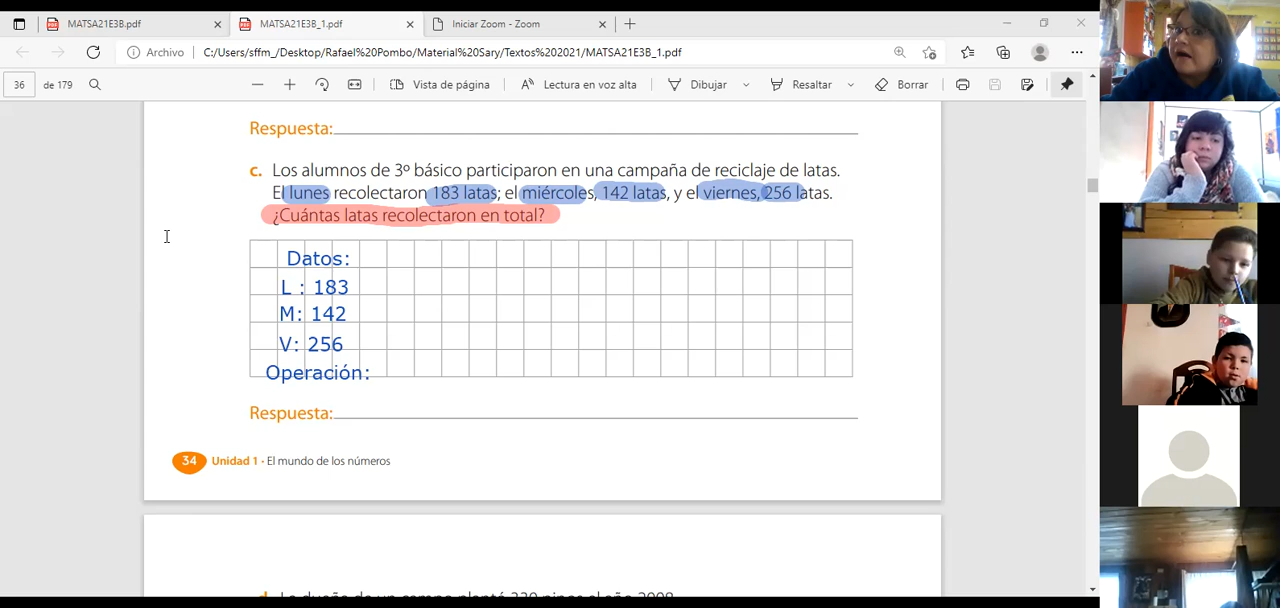 MATSA21E3B.pdf
MATSA21E3B_1.pdf
Iniciar Zoom - Zoom
Archivo
C:/Users/sffm_/Desktop/Rafael%20Pombo/Material%20Sary/Textos%202021/MATSA21E3B_1.pdf
36 de 179
Vista de página
Lectura en voz alta
Dibujar
Resaltar
Borrar
Respuesta:
c. Los alumnos de 3º básico participaron en una campaña de reciclaje de latas.
El lunes recolectaron 183 latas; el miércoles, 142 latas, y el viernes, 256 latas.
¿Cuántas latas recolectaron en total?
Datos:
L : 183
M: 142
V: 256
Operación:
Respuesta:
34 Unidad 1 · El mundo de los números